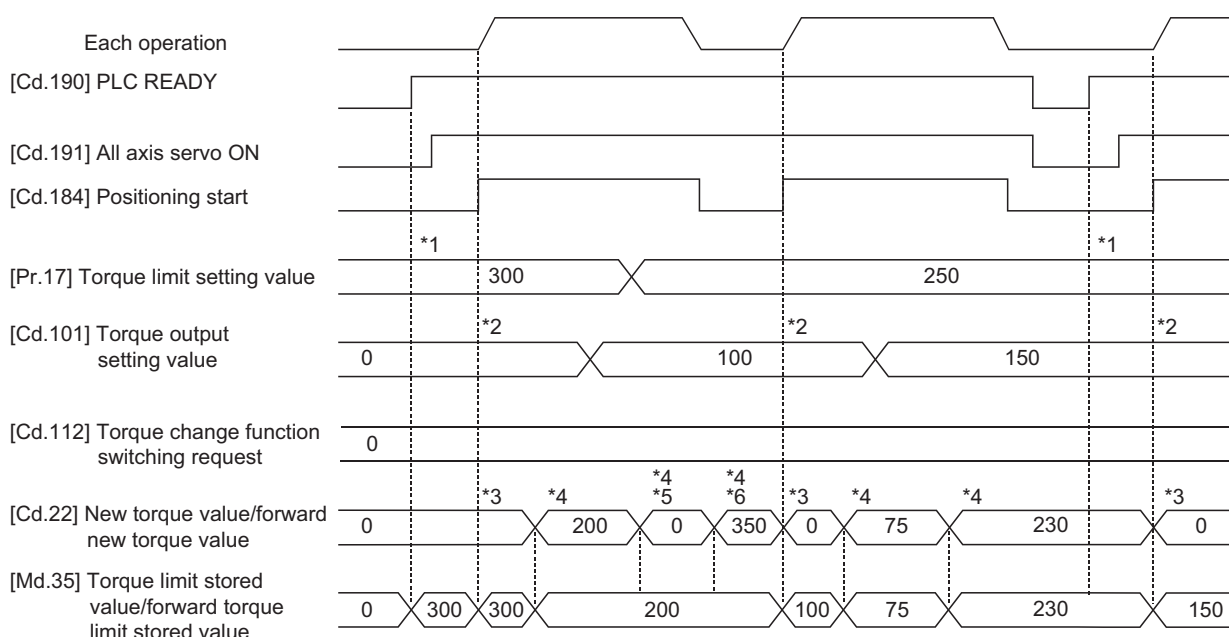 Each operation
[Cd.190] PLC READY
[Cd.191] All axis servo ON
[Cd.184] Positioning start
*1 *1
[Pr.17] Torque limit setting value 300 250
*2 *2 *2
[Cd.101] Torque output
setting value 0 100 150
[Cd.112] Torque change function
switching request 0
*4 *4
*3 *4 *5 *6 *3 *4 *4 *3
[Cd.22] New torque value/forward
new torque value 0 200 0 350 0 75 230 0
[Md.35] Torque limit stored
value/forward torque 0 300 300 200 100 75 230 150
limit stored value